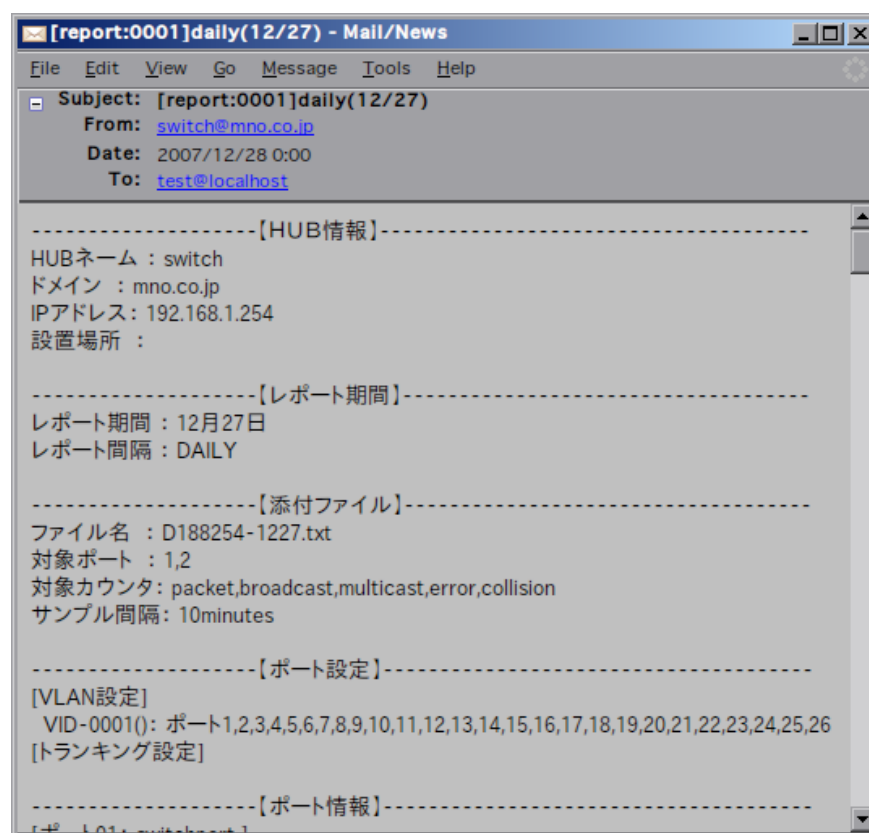 [report:0001]daily(12/27) - Mail/News
File Edit View Go Message Tools Help
Subject: [report:0001]daily(12/27)
From: switch@mno.co.jp
Date: 2007/12/28 0:00
To: test@localhost
--------------------【HUB情報】--------------------------------------
HUBネーム : switch
ドメイン : mno.co.jp
IPアドレス: 192.168.1.254
設置場所 :
--------------------【レポート期間】------------------------------------
レポート期間 : 12月27日
レポート間隔 : DAILY
--------------------【添付ファイル】------------------------------------
ファイル名 : D188254-1227.txt
対象ポート : 1,2
対象カウンタ: packet,broadcast,multicast,error,collision
サンプル間隔: 10minutes
--------------------【ポート設定】--------------------------------------
[VLAN設定]
VID-0001(): ポート1,2,3,4,5,6,7,8,9,10,11,12,13,14,15,16,17,18,19,20,21,22,23,24,25,26
[トランキング設定]
--------------------【ポート情報】--------------------------------------